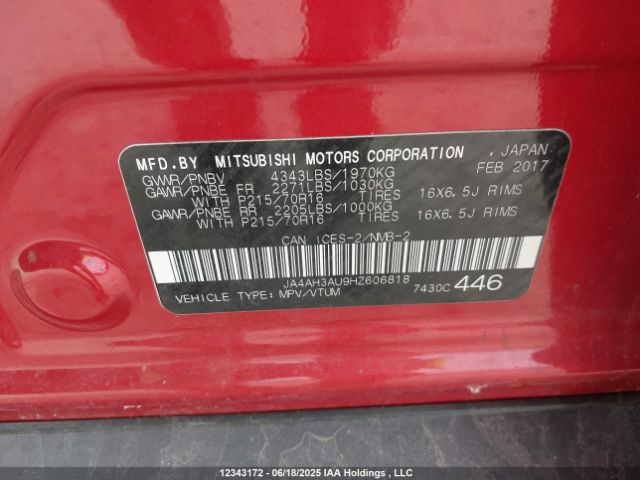 MFD.BY MITSUBISHI MOTORS CORPORATION , JAPAN
GVWR/PNBV 4343LBS/1970KG FEB 2017
GAWR/PNBE FR 2271LBS/1030KG
WITH P215/70R16 TIRES 16X6.5J RIMS
GAWR/PNBE RR 2205LBS/1000KG
WITH P215/70R16 TIRES 16X6.5J RIMS
CAN ICES-2/NMB-2
JA4AH3AU9HZ606818
VEHICLE TYPE: MPV/VTUM 7430C 446
12343172 - 06/18/2025 IAA Holdings , LLC